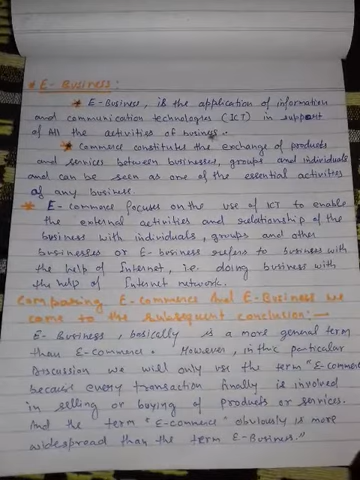 * E-Business:
* E-Business, is the application of information
and communication technologies (ICT) in support
of All the activities of business.
* Commerce constitutes the exchange of products
and services between businesses, groups and individuals
and can be seen as one of the essential activities
of any business.
* E-commerce focuses on the use of ICT to enable
the external activities and relationship of the
business with individuals, groups and other
businesses or E-business refers to business with
the help of Internet, i.e. doing business with
the help of Internet network.
Comparing E-commerce And E-Business we
came to the subsequent conclusion:-
E-Business, basically is a more general term
than E-commerce. However, in this particular
Discussion we will only use the term "E-commerce
because every transaction finally is involved
in selling or buying of products or services.
And the term "E-commerce" obviously is more
widespread than the term E-Business."